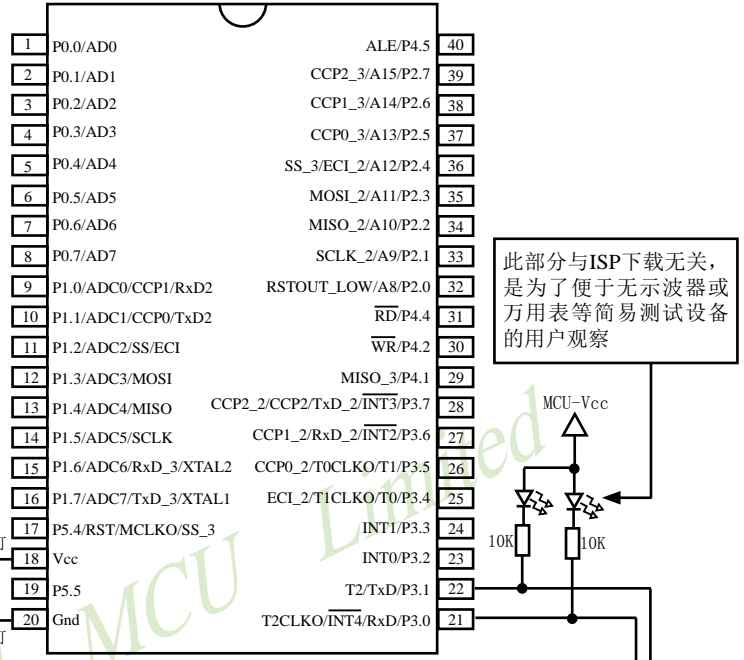 1 P0.0/AD0 ALE/P4.5 40
2 P0.1/AD1 CCP2_3/A15/P2.7 39
3 P0.2/AD2 CCP1_3/A14/P2.6 38
4 P0.3/AD3 CCP0_3/A13/P2.5 37
5 P0.4/AD4 SS_3/ECI_2/A12/P2.4 36
6 P0.5/AD5 MOSI_2/A11/P2.3 35
7 P0.6/AD6 MISO_2/A10/P2.2 34
8 P0.7/AD7 SCLK_2/A9/P2.1 33
9 P1.0/ADC0/CCP1/RxD2 RSTOUT_LOW/A8/P2.0 32
10 P1.1/ADC1/CCP0/TxD2 RD/P4.4 31
11 P1.2/ADC2/SS/ECI WR/P4.2 30
12 P1.3/ADC3/MOSI MISO_3/P4.1 29
13 P1.4/ADC4/MISO CCP2_2/CCP2/TxD_2/INT3/P3.7 28
14 P1.5/ADC5/SCLK CCP1_2/RxD_2/INT2/P3.6 27
15 P1.6/ADC6/RxD_3/XTAL2 CCP0_2/T0CLKO/T1/P3.5 26
16 P1.7/ADC7/TxD_3/XTAL1 ECI_2/T1CLKO/T0/P3.4 25
17 P5.4/RST/MCLKO/SS_3 INT1/P3.3 24
18 Vcc INT0/P3.2 23
19 P5.5 T2/TxD/P3.1 22
20 Gnd T2CLKO/INT4/RxD/P3.0 21
此部分与ISP下载无关，
是为了便于无示波器或
万用表等简易测试设备
的用户观察
MCU-Vcc
10K 10K
MCU Limited